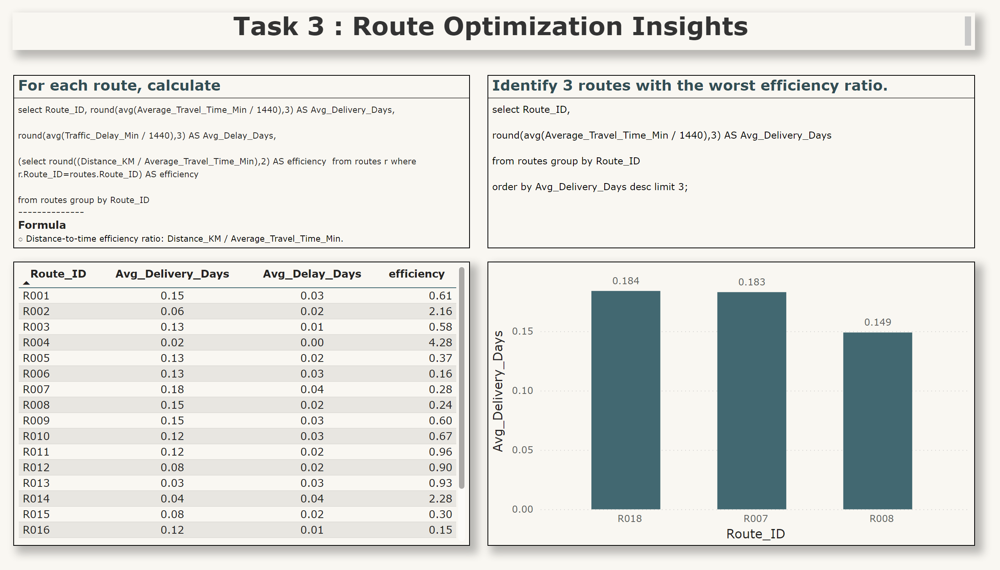 Task 3 : Route Optimization Insights
For each route, calculate
select Route_ID, round(avg(Average_Travel_Time_Min / 1440),3) AS Avg_Delivery_Days,
round(avg(Traffic_Delay_Min / 1440),3) AS Avg_Delay_Days,
(select round((Distance_KM / Average_Travel_Time_Min),2) AS efficiency  from routes r where
r.Route_ID=routes.Route_ID) AS efficiency
from routes group by Route_ID
--------------
Formula
○ Distance-to-time efficiency ratio: Distance_KM / Average_Travel_Time_Min.
Identify 3 routes with the worst efficiency ratio.
select Route_ID,
round(avg(Average_Travel_Time_Min / 1440),3) AS Avg_Delivery_Days
from routes group by Route_ID
order by Avg_Delivery_Days desc limit 3;
Route_ID Avg_Delivery_Days Avg_Delay_Days efficiency
R001 0.15 0.03 0.61
R002 0.06 0.02 2.16
R003 0.13 0.01 0.58
R004 0.02 0.00 4.28
R005 0.13 0.02 0.37
R006 0.13 0.03 0.16
R007 0.18 0.04 0.28
R008 0.15 0.02 0.24
R009 0.15 0.03 0.60
R010 0.12 0.03 0.67
R011 0.12 0.02 0.96
R012 0.08 0.02 0.90
R013 0.03 0.03 0.93
R014 0.04 0.04 2.28
R015 0.08 0.02 0.30
R016 0.12 0.01 0.15
Avg_Delivery_Days
0.184 0.183 0.149
0.15
0.10
0.05
0.00
R018 R007 R008
Route_ID